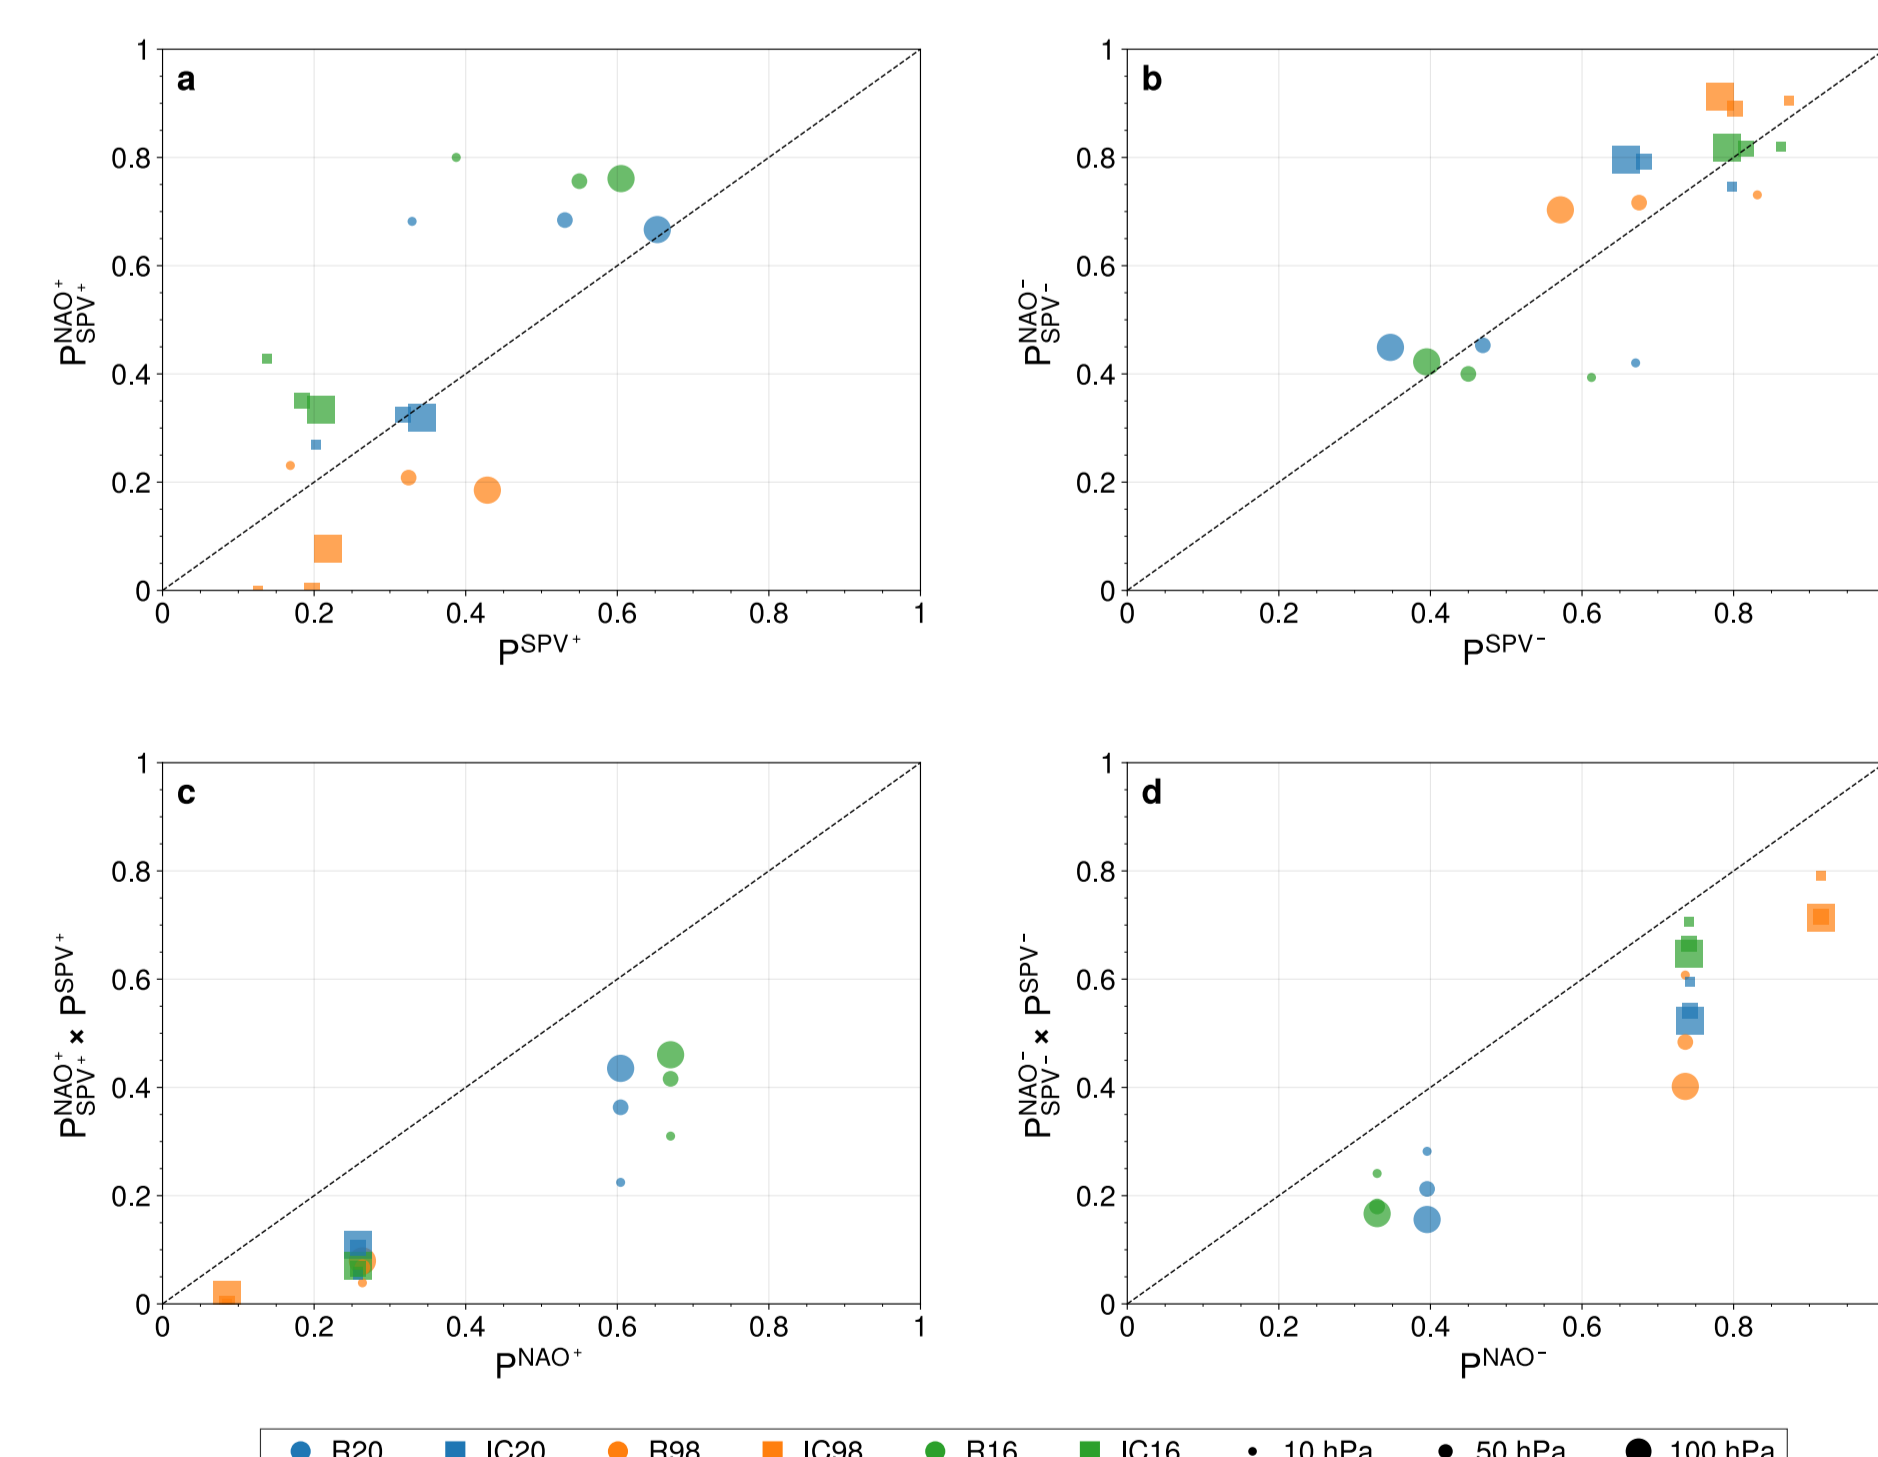 a
1
0.8
0.6
0.4
0.2
0
0 0.2 0.4 0.6 0.8 1
P^NAO⁺_SPV⁺
P^SPV⁺
b
1
0.8
0.6
0.4
0.2
0
0 0.2 0.4 0.6 0.8
P^NAO⁻_SPV⁻
P^SPV⁻
c
1
0.8
0.6
0.4
0.2
0
0 0.2 0.4 0.6 0.8 1
P^NAO⁺_SPV⁺ × P^SPV⁺
P^NAO⁺
d
1
0.8
0.6
0.4
0.2
0
0 0.2 0.4 0.6 0.8
P^NAO⁻_SPV⁻ × P^SPV⁻
P^NAO⁻
R20 IC20 R98 IC98 R16 IC16 10 hPa 50 hPa 100 hPa